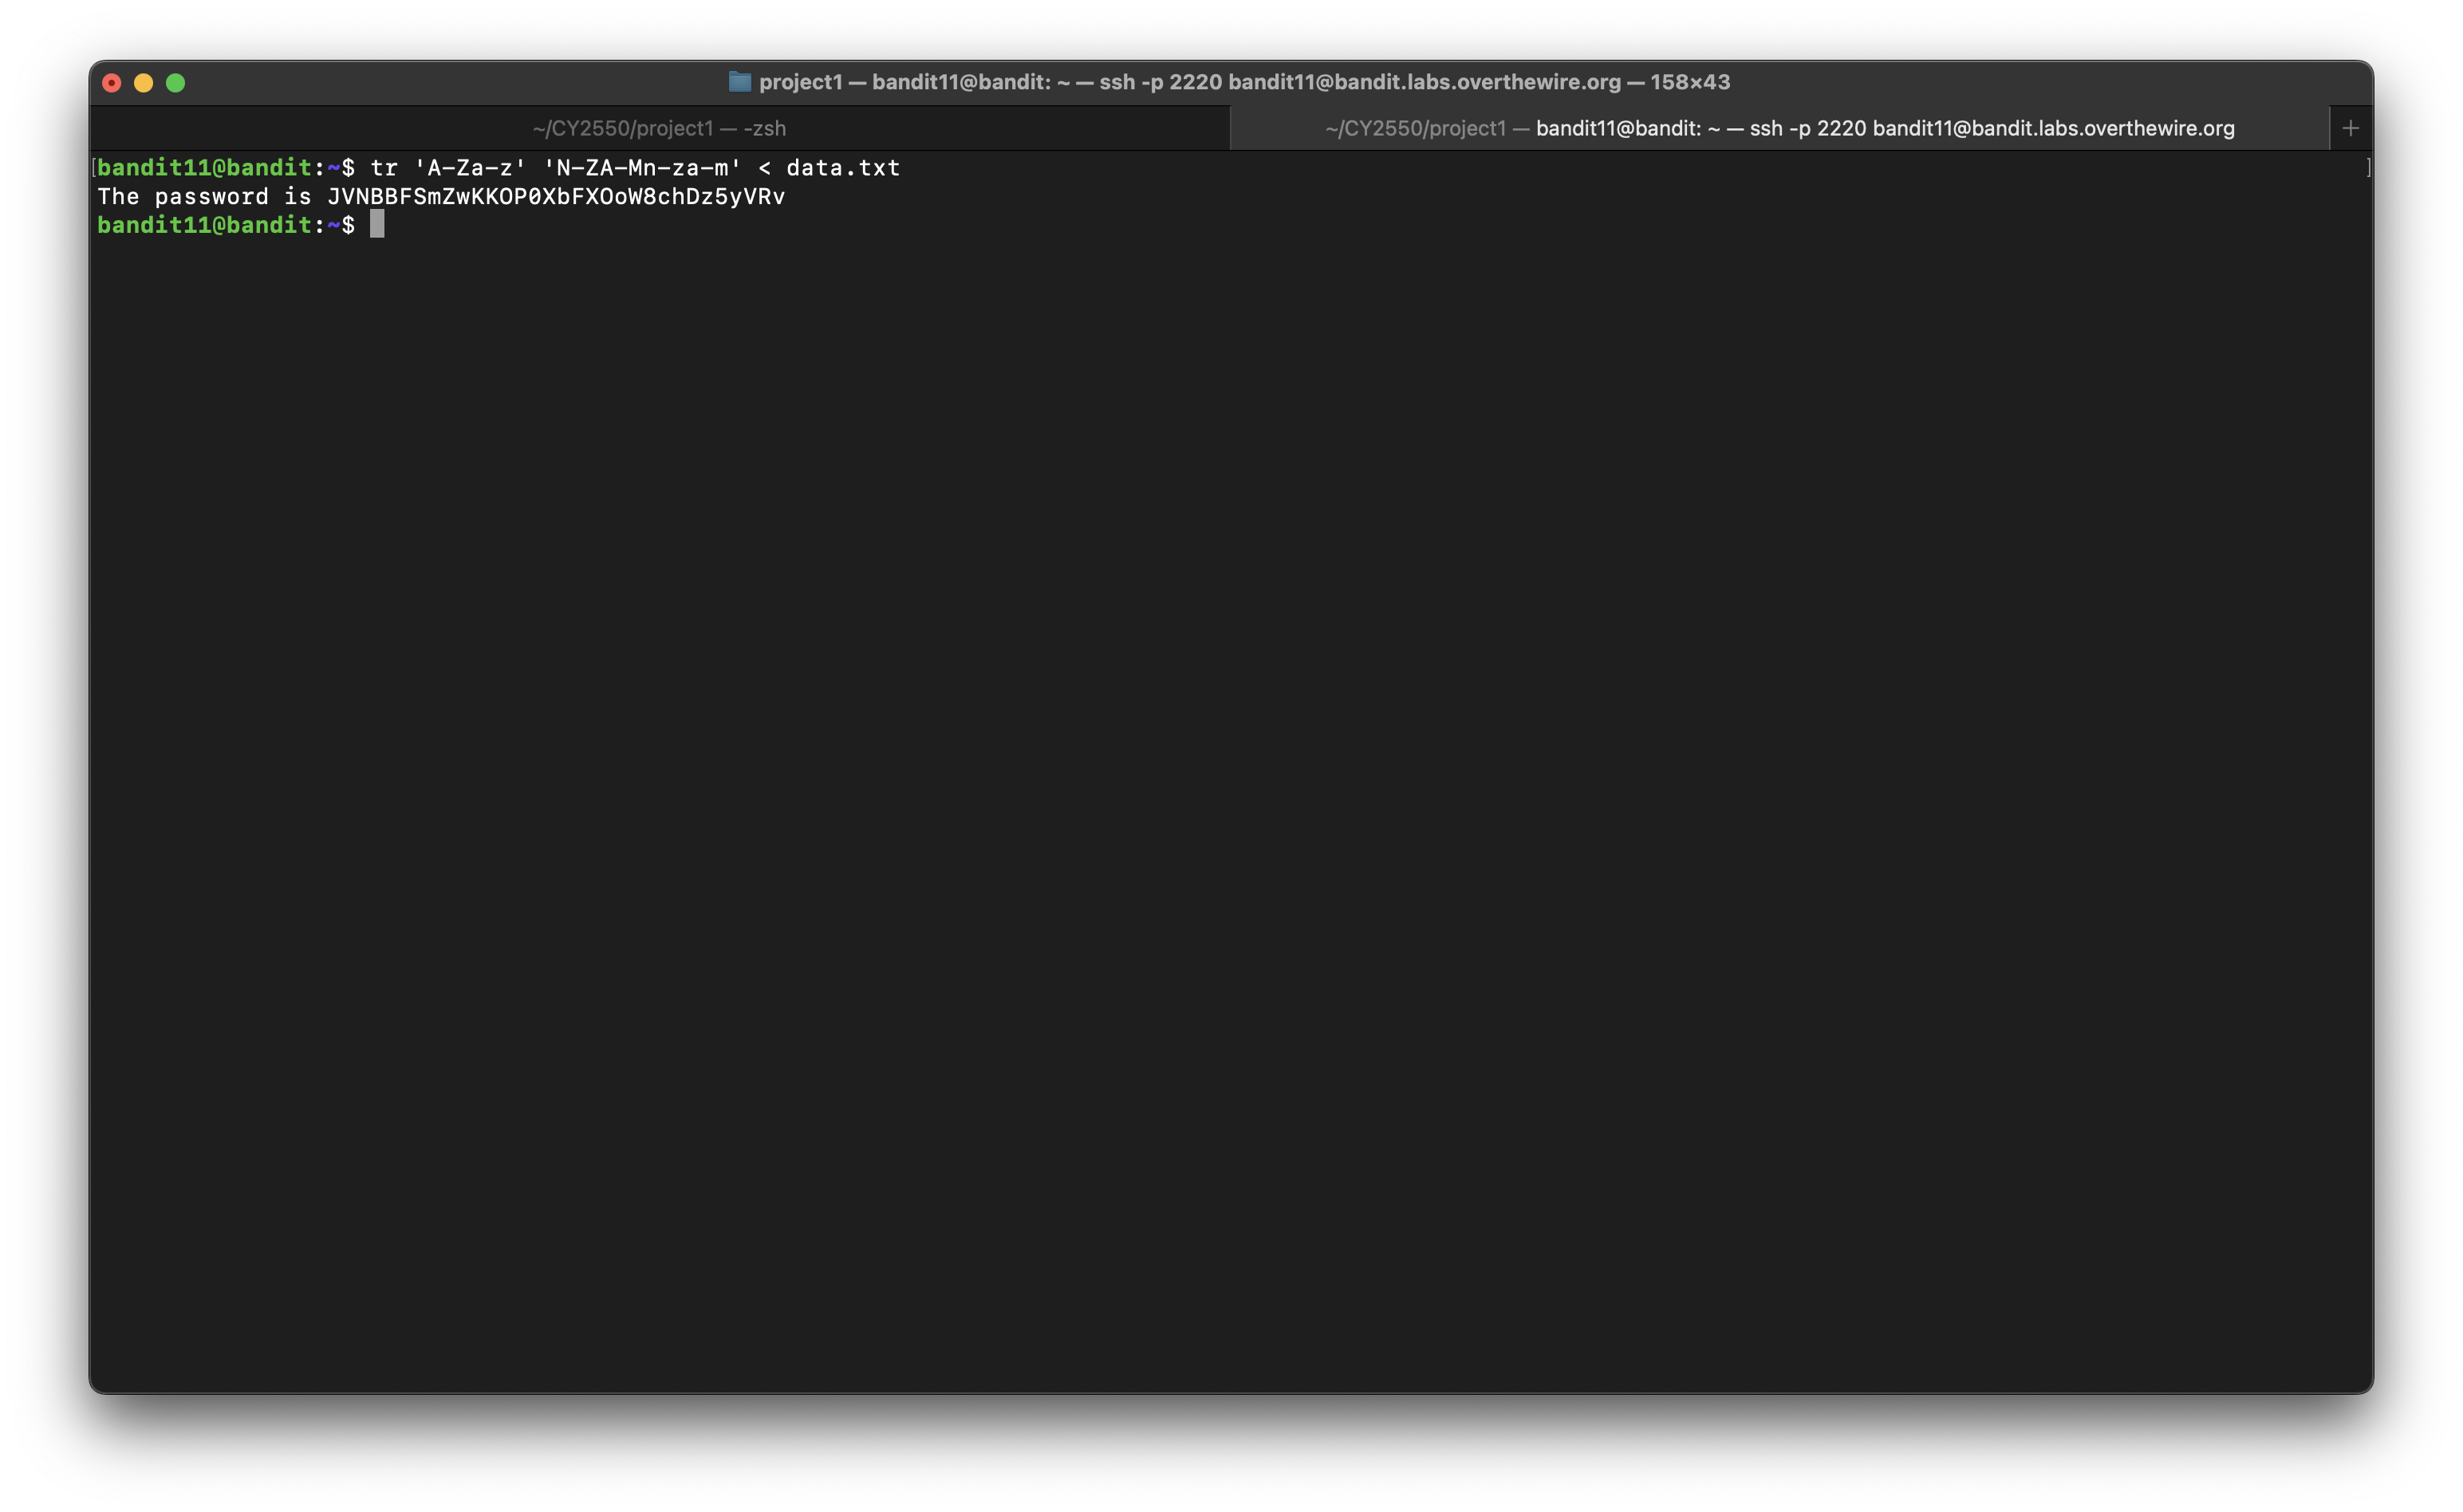 project1 — bandit11@bandit: ~ — ssh -p 2220 bandit11@bandit.labs.overthewire.org — 158×43
~/CY2550/project1 — -zsh
~/CY2550/project1 — bandit11@bandit: ~ — ssh -p 2220 bandit11@bandit.labs.overthewire.org
[bandit11@bandit:~$ tr 'A-Za-z' 'N-ZA-Mn-za-m' < data.txt ]
The password is JVNBBFSmZwKKOP0XbFXOoW8chDz5yVRv
bandit11@bandit:~$